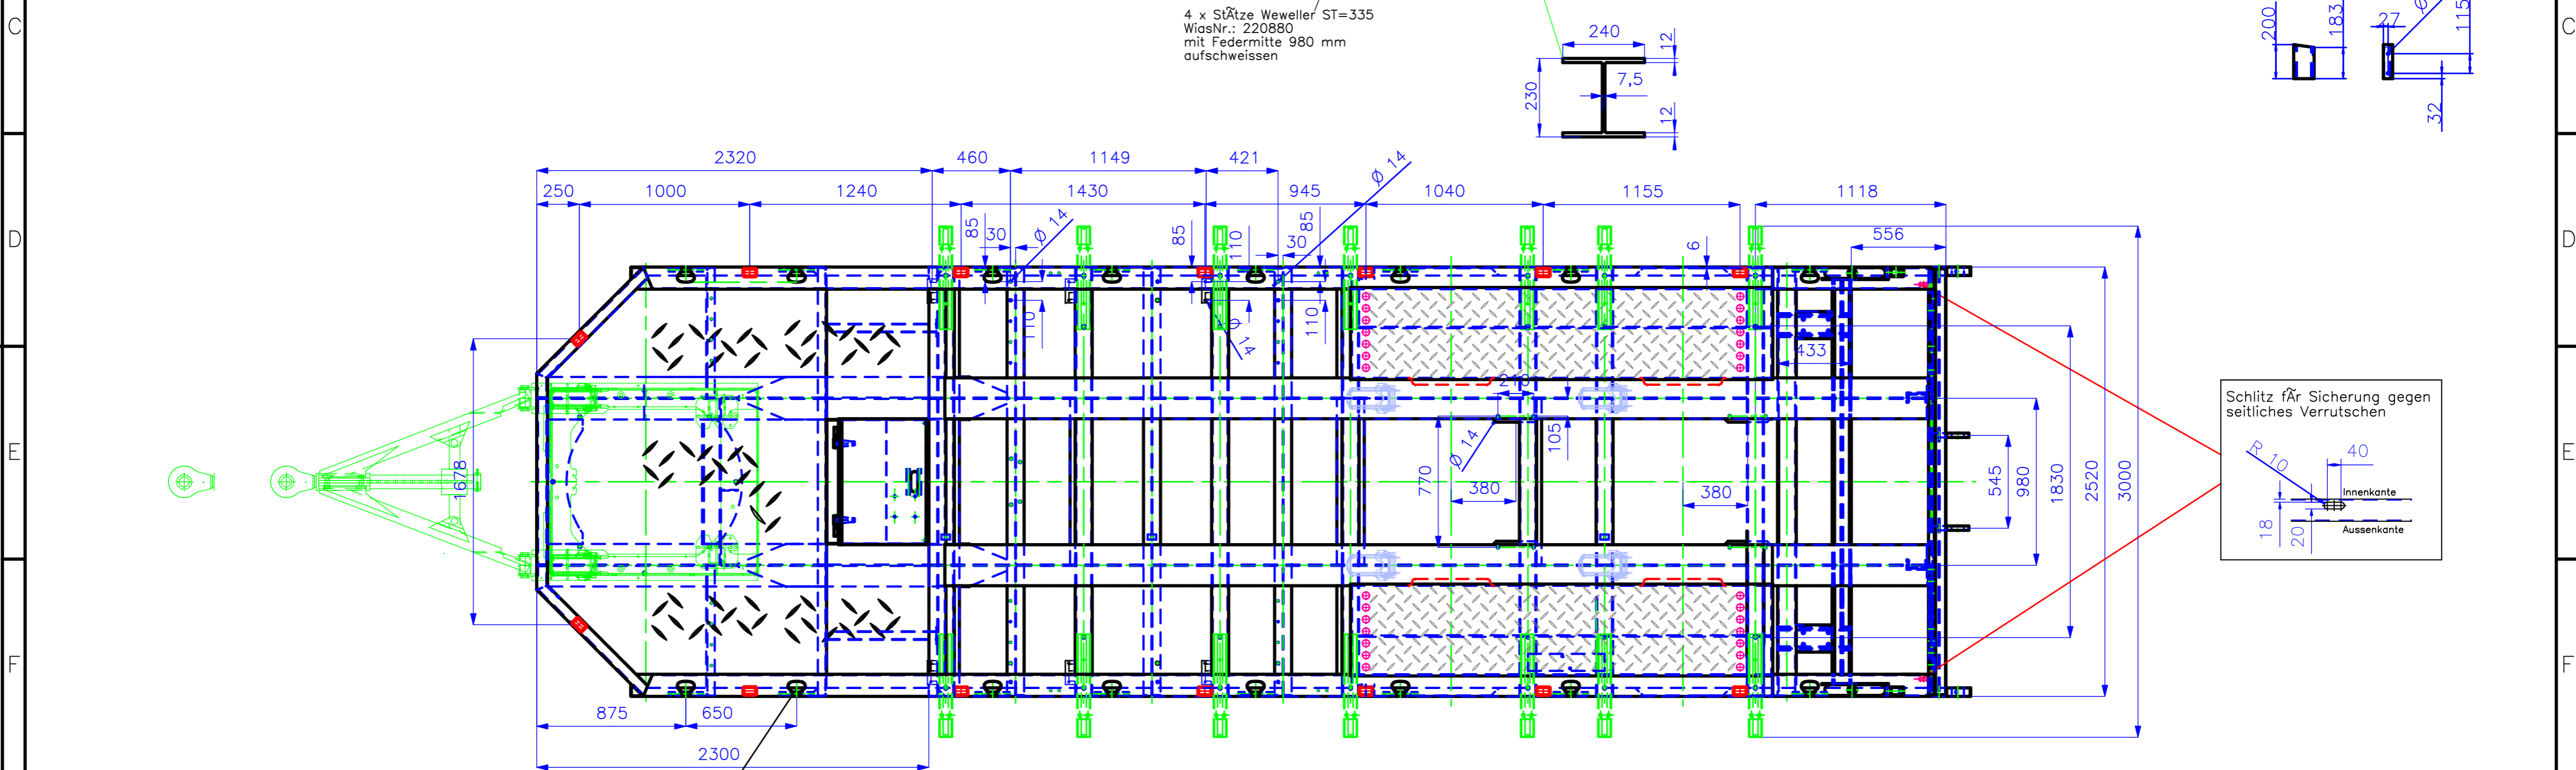 C
4 x StÃtze Weweller ST=335
WiasNr.: 220880
mit Federmitte 980 mm
aufschweissen
240
12
7,5
230
12
200
183
27
Ø
115
32
C
2320
460
1149
421
Ø 14
250
1000
1240
1430
945
1040
1155
1118
D
85
30
Ø 14
85
110
30
85
6
556
D
110
Ø 14
110
433
210
1678
770
Ø 14
105
380
380
545
980
1830
2520
3000
E
Schlitz fÃr Sicherung gegen
seitliches Verrutschen
R 10
40
Innenkante
18
20
Aussenkante
E
F
875
650
2300
F